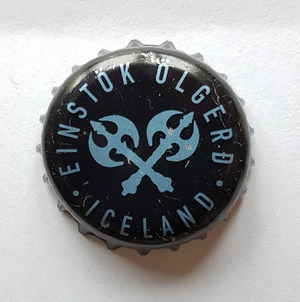 EINSTÖK ÖLGERÐ
• ICELAND •